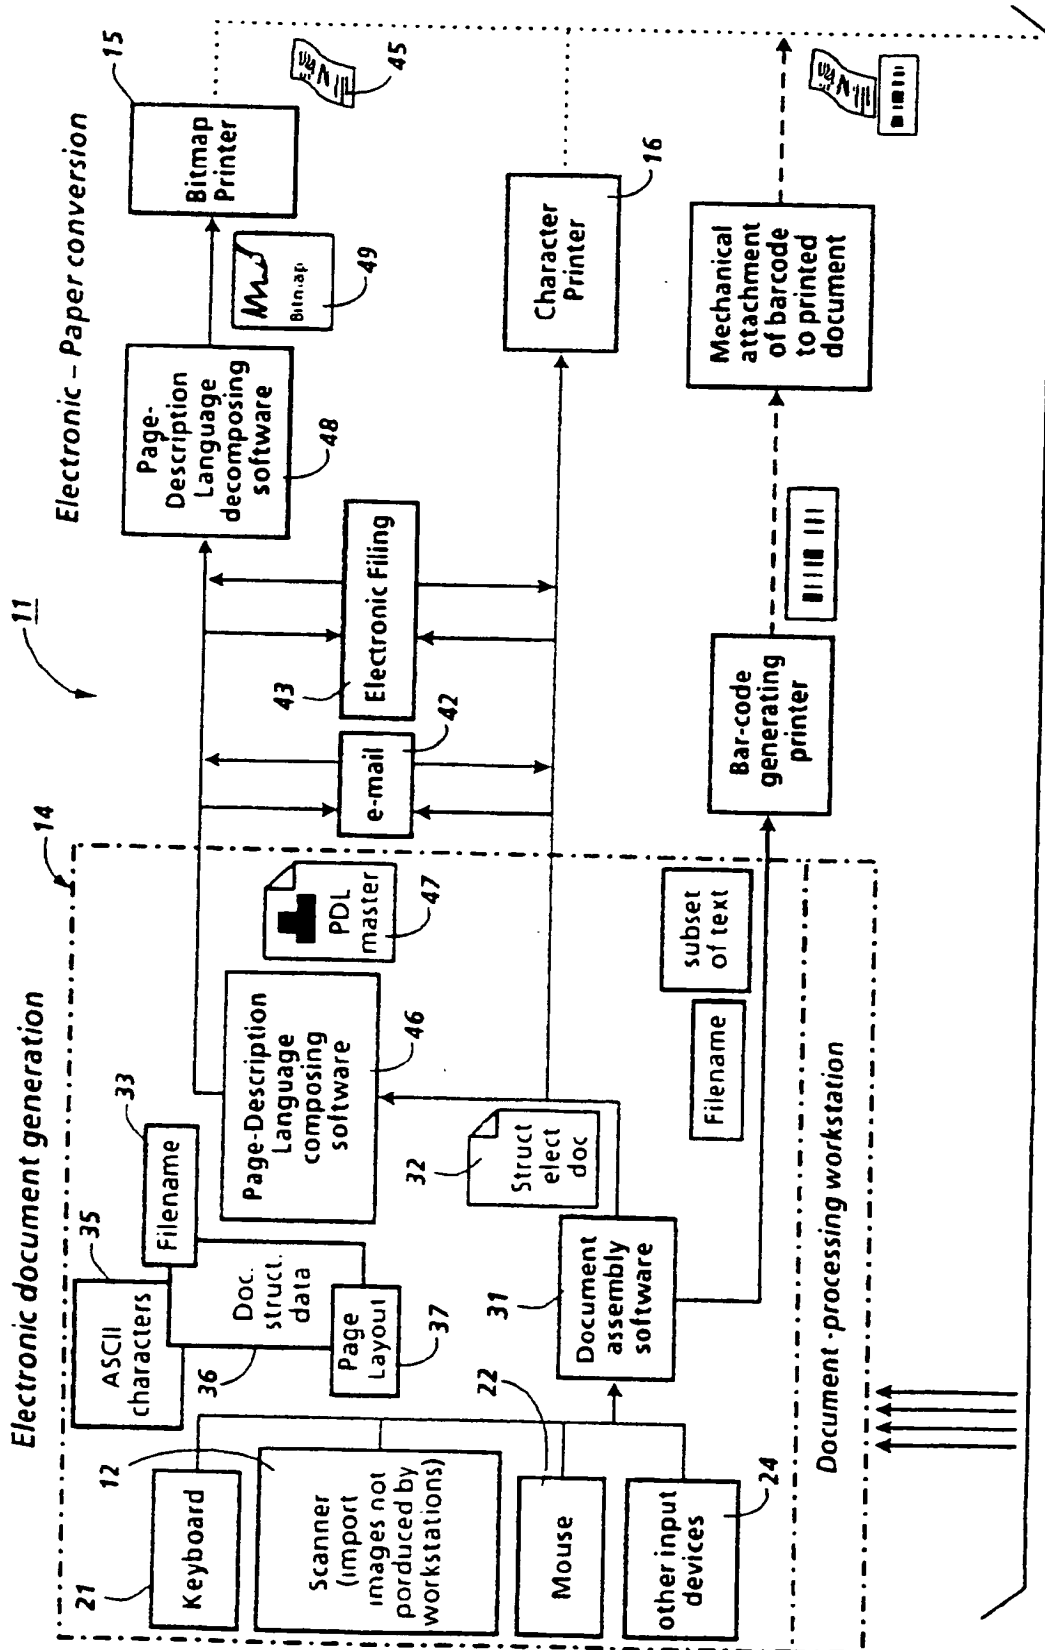 Electronic document generation
11
Electronic – Paper conversion
14
21
Keyboard
12
Scanner
(import
images not
porduced by
workstations)
22
Mouse
other input
devices
24
35
ASCII
characters
33
Filename
36
Doc.
struct.
data
Page
Layout
37
31
Document
assembly
software
32
Struct
elect
doc
Page-Description
Language
composing
software
46
PDL
master
47
Filename
subset
of text
Document-processing workstation
e-mail
42
43
Electronic Filing
Page-
Description
Language
decomposing
software
48
Bitmap
49
Bitmap
Printer
15
45
Character
Printer
16
Bar-code
generating
printer
Mechanical
attachment
of barcode
to printed
document